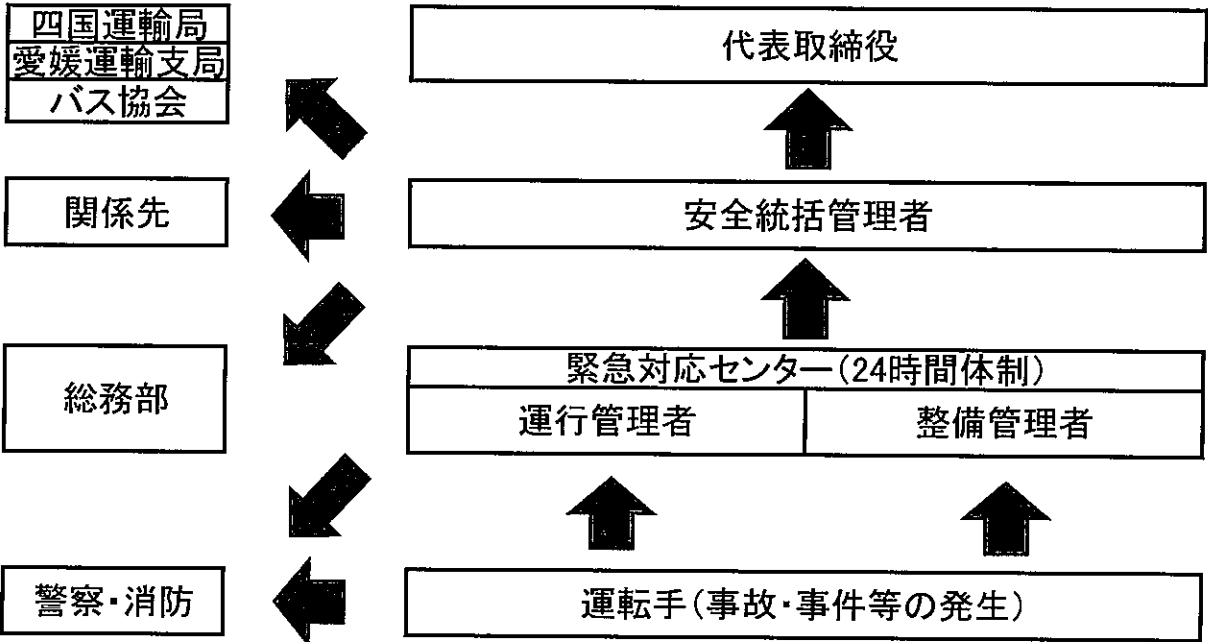 四国運輸局
愛媛運輸支局
バス協会
代表取締役
関係先
安全統括管理者
総務部
緊急対応センター(24時間体制)
運行管理者
整備管理者
警察・消防
運転手(事故・事件等の発生)